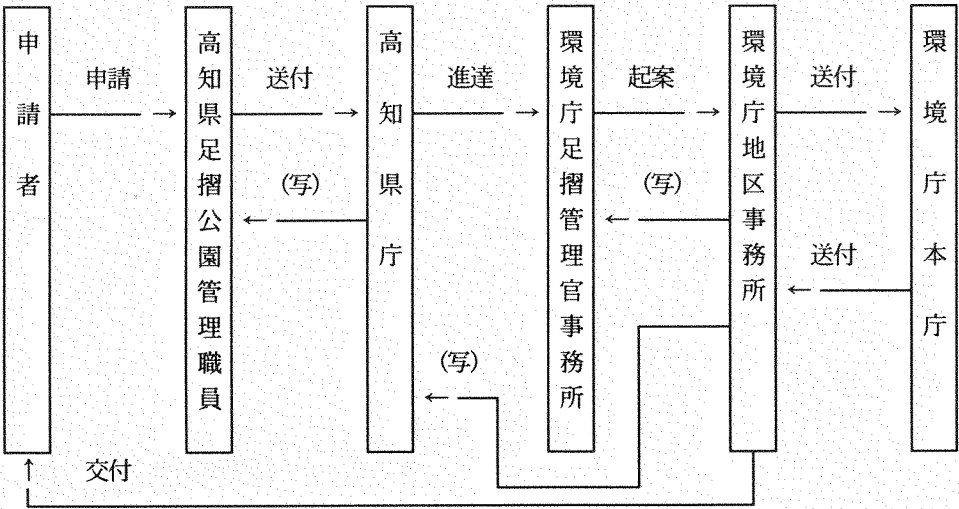 申請者
申請
高知県足摺公園管理職員
送付
(写)
高知県庁
進達
(写)
環境庁足摺管理官事務所
起案
(写)
環境庁地区事務所
送付
送付
環境庁本庁
交付